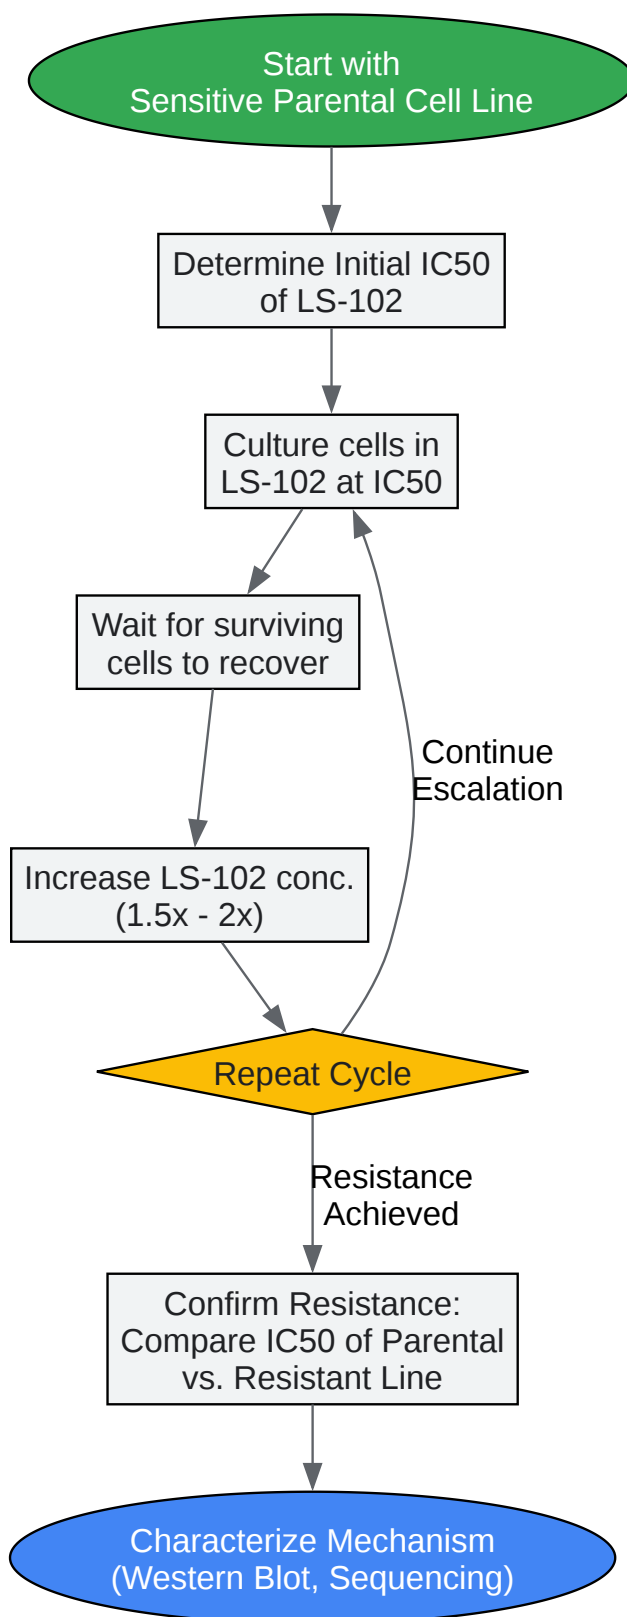 Start with
Sensitive Parental Cell Line
Determine Initial IC50
of LS-102
Culture cells in
LS-102 at IC50
Wait for surviving
cells to recover
Continue
Escalation
Increase LS-102 conc.
(1.5x - 2x)
Repeat Cycle
Resistance
Achieved
Confirm Resistance:
Compare IC50 of Parental
vs. Resistant Line
Characterize Mechanism
(Western Blot, Sequencing)